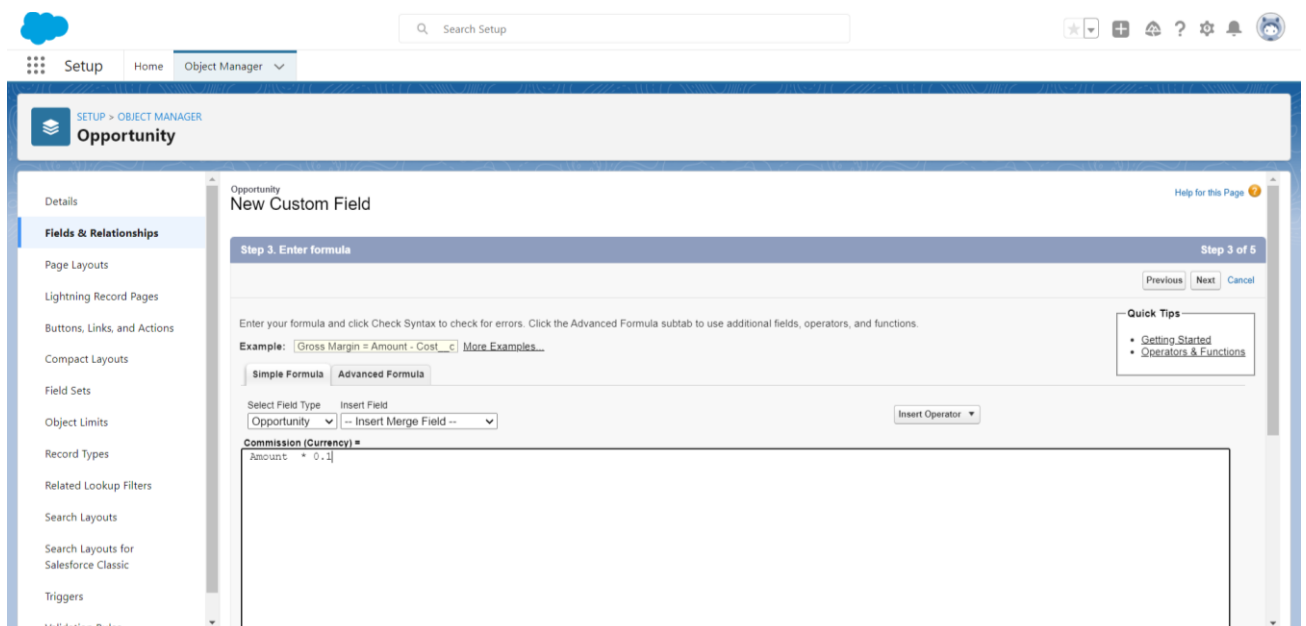 Search Setup
Setup
Home
Object Manager
SETUP > OBJECT MANAGER
Opportunity
Details
Fields & Relationships
Page Layouts
Lightning Record Pages
Buttons, Links, and Actions
Compact Layouts
Field Sets
Object Limits
Record Types
Related Lookup Filters
Search Layouts
Search Layouts for
Salesforce Classic
Triggers
Opportunity
New Custom Field
Help for this Page
Step 3. Enter formula
Step 3 of 5
Previous
Next
Cancel
Enter your formula and click Check Syntax to check for errors. Click the Advanced Formula subtab to use additional fields, operators, and functions.
Example: Gross Margin = Amount - Cost__c More Examples...
Quick Tips
Getting Started
Operators & Functions
Simple Formula
Advanced Formula
Select Field Type
Insert Field
Opportunity
-- Insert Merge Field --
Insert Operator
Commission (Currency) =
Amount  * 0.1